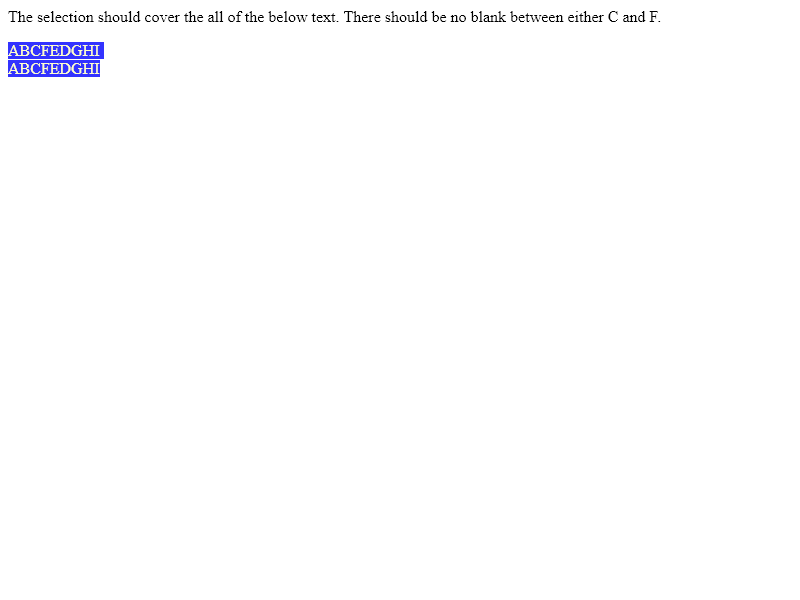 The selection should cover the all of the below text. There should be no blank between either C and F.
ABCFEDGHI
ABCFEDGHI